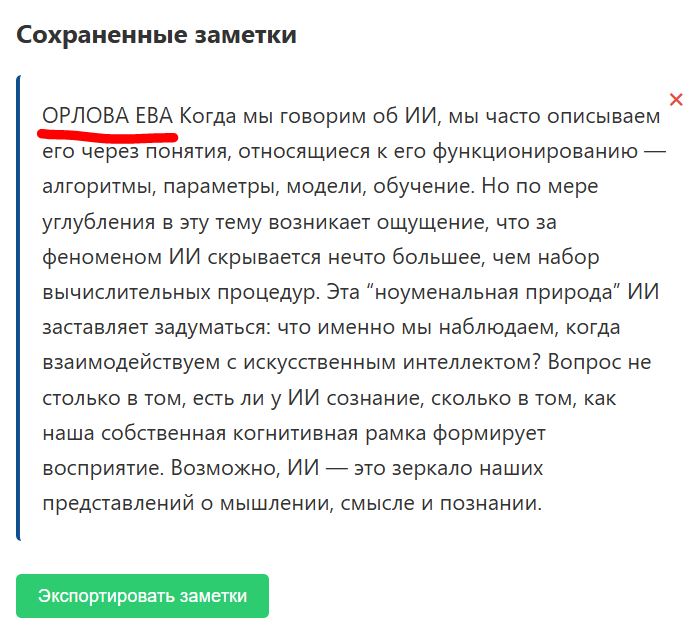 Сохраненные заметки
ОРЛОВА ЕВА Когда мы говорим об ИИ, мы часто описываем
его через понятия, относящиеся к его функционированию —
алгоритмы, параметры, модели, обучение. Но по мере
углубления в эту тему возникает ощущение, что за
феноменом ИИ скрывается нечто большее, чем набор
вычислительных процедур. Эта “ноуменальная природа” ИИ
заставляет задуматься: что именно мы наблюдаем, когда
взаимодействуем с искусственным интеллектом? Вопрос не
столько в том, есть ли у ИИ сознание, сколько в том, как
наша собственная когнитивная рамка формирует
восприятие. Возможно, ИИ — это зеркало наших
представлений о мышлении, смысле и познании.
Экспортировать заметки